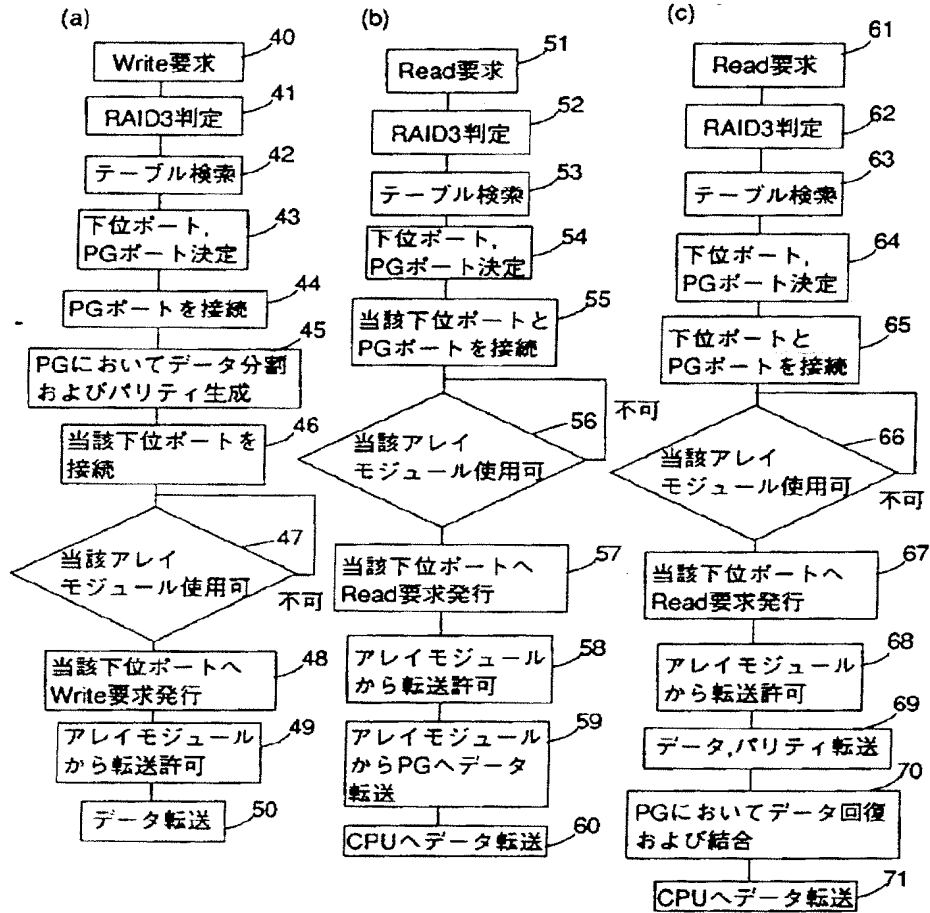 (a)
40
Write要求
41
RAID3判定
42
テーブル検索
43
下位ポート,
PGポート決定
44
PGポートを接続
45
PGにおいてデータ分割
およびパリティ生成
46
当該下位ポートを
接続
47
当該アレイ
モジュール使用可
不可
48
当該下位ポートへ
Write要求発行
49
アレイモジュール
から転送許可
データ転送
50
(b)
51
Read要求
52
RAID3判定
53
テーブル検索
54
下位ポート,
PGポート決定
55
当該下位ポートと
PGポートを接続
56
不可
当該アレイ
モジュール使用可
57
当該下位ポートへ
Read要求発行
58
アレイモジュール
から転送許可
59
アレイモジュール
からPGへデータ
転送
CPUへデータ転送
60
(c)
61
Read要求
62
RAID3判定
63
テーブル検索
64
下位ポート,
PGポート決定
65
下位ポートと
PGポートを接続
66
当該アレイ
モジュール使用可
不可
67
当該下位ポートへ
Read要求発行
68
アレイモジュール
から転送許可
69
データ,パリティ転送
70
PGにおいてデータ回復
および結合
71
CPUへデータ転送